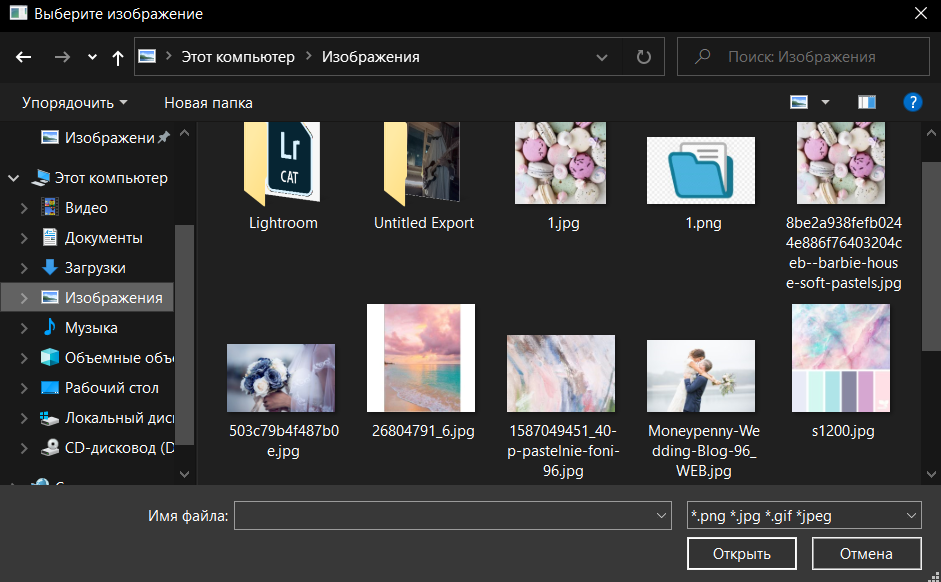 Выберите изображение
Этот компьютер
Изображения
Поиск: Изображения
Упорядочить
Новая папка
?
Изображени
Этот компьютер
Видео
Документы
Загрузки
Изображения
Музыка
Объемные объ
Рабочий стол
Локальный дис
CD-дисковод (D
Lr
CAT
Lightroom
Untitled Export
1.jpg
1.png
8be2a938fefb024
4e886f76403204c
eb--barbie-hous
e-soft-pastels.jpg
503c79b4f487b0
e.jpg
26804791_6.jpg
1587049451_40-
p-pastelnie-foni-
96.jpg
Moneypenny-We
dding-Blog-96_
WEB.jpg
s1200.jpg
Имя файла:
*.png *.jpg *.gif *jpeg
Открыть
Отмена